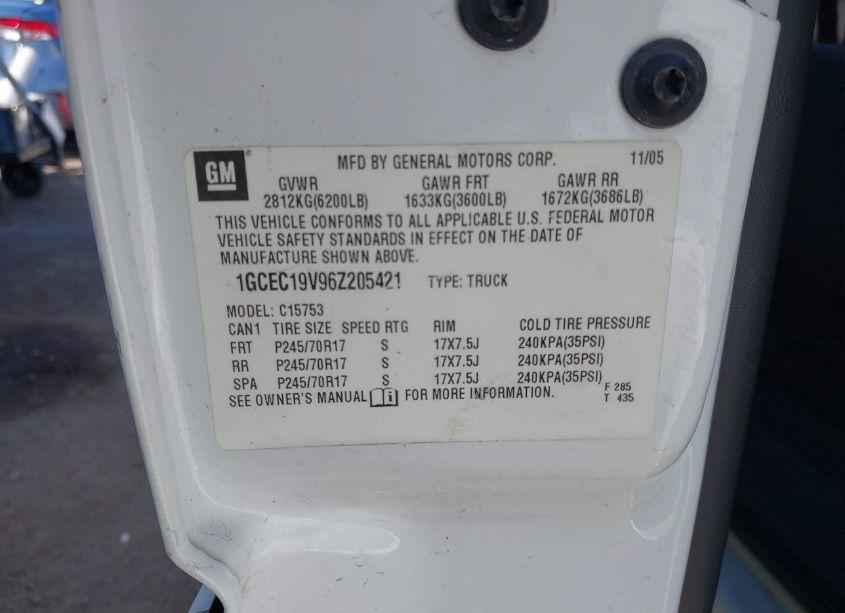 GM MFD BY GENERAL MOTORS CORP. 11/05
GVWR GAWR FRT GAWR RR
2812KG(6200LB) 1633KG(3600LB) 1672KG(3686LB)
THIS VEHICLE CONFORMS TO ALL APPLICABLE U.S. FEDERAL MOTOR
VEHICLE SAFETY STANDARDS IN EFFECT ON THE DATE OF
MANUFACTURE SHOWN ABOVE.
1GCEC19V96Z205421 TYPE: TRUCK
MODEL: C15753
CAN1 TIRE SIZE SPEED RTG RIM COLD TIRE PRESSURE
FRT P245/70R17 S 17X7.5J 240KPA(35PSI)
RR P245/70R17 S 17X7.5J 240KPA(35PSI)
SPA P245/70R17 S 17X7.5J 240KPA(35PSI)
SEE OWNER'S MANUAL i FOR MORE INFORMATION. F 285
T 435